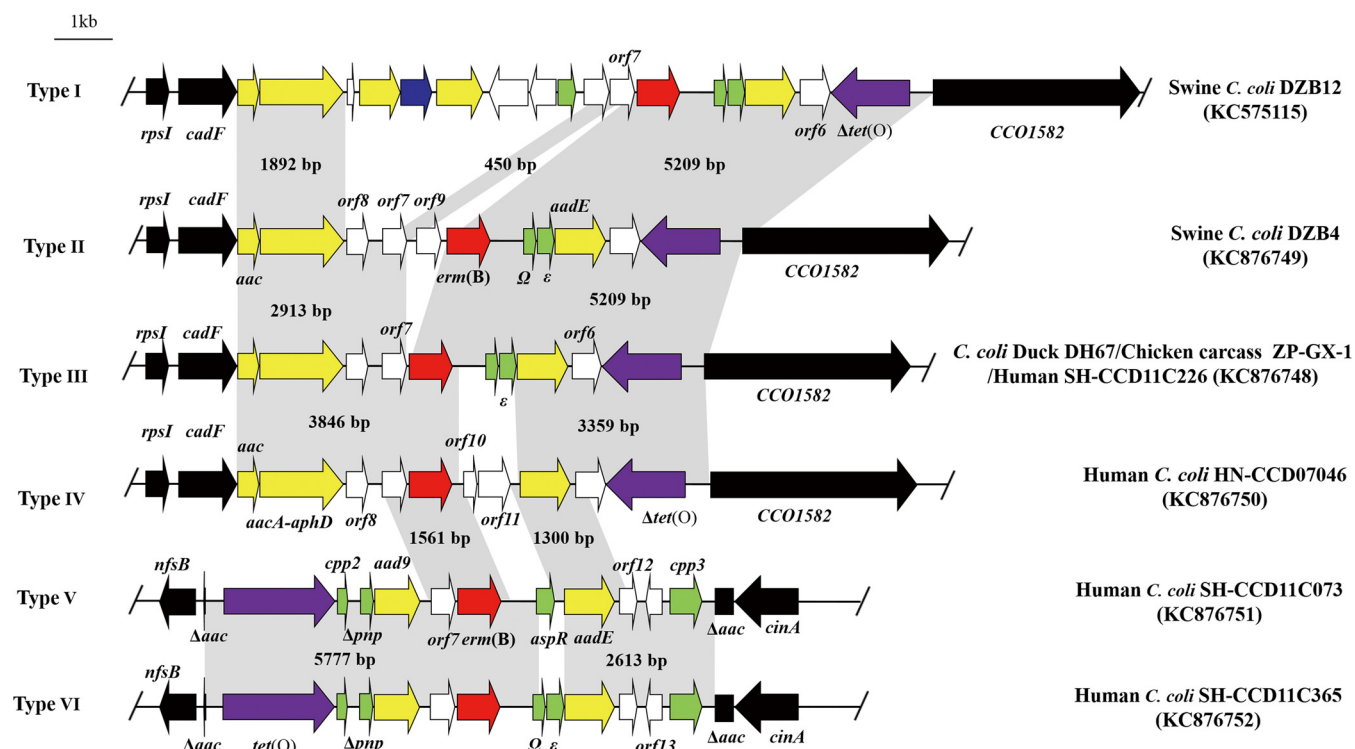 1kb
orf7
Type I
rpsI cadF orf6 Δtet(O) CCO1582
Swine C. coli DZB12
(KC575115)
1892 bp 450 bp 5209 bp
rpsI cadF orf8 orf7 orf9 aadE
Type II
aac erm(B) Ω ε CCO1582
Swine C. coli DZB4
(KC876749)
2913 bp 5209 bp
rpsI cadF orf7 orf6
Type III
ε CCO1582
C. coli Duck DH67/Chicken carcass ZP-GX-1
/Human SH-CCD11C226 (KC876748)
3846 bp 3359 bp
rpsI cadF aac orf10
Type IV
aacA-aphD orf8 orf11 Δtet(O) CCO1582
Human C. coli HN-CCD07046
(KC876750)
1561 bp 1300 bp
nfsB cpp2 aad9 orf12 cpp3
Type V
Δaac Δpnp orf7 erm(B) aspR aadE Δaac cinA
Human C. coli SH-CCD11C073
(KC876751)
5777 bp 2613 bp
nfsB
Type VI
Δaac tet(O) Δpnp Ω ε orf13 Δaac cinA
Human C. coli SH-CCD11C365
(KC876752)